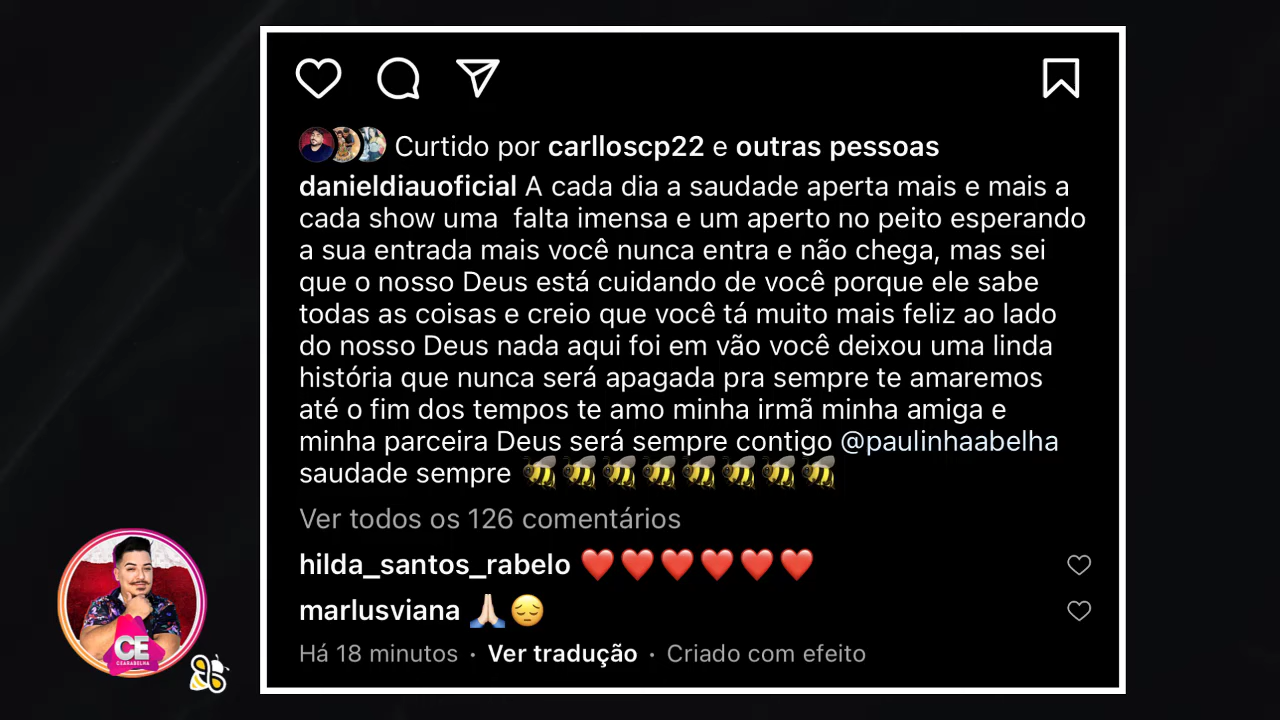 Curtido por carlloscp22 e outras pessoas
danieldiauoficial A cada dia a saudade aperta mais e mais a
cada show uma  falta imensa e um aperto no peito esperando
a sua entrada mais você nunca entra e não chega, mas sei
que o nosso Deus está cuidando de você porque ele sabe
todas as coisas e creio que você tá muito mais feliz ao lado
do nosso Deus nada aqui foi em vão você deixou uma linda
história que nunca será apagada pra sempre te amaremos
até o fim dos tempos te amo minha irmã minha amiga e
minha parceira Deus será sempre contigo @paulinhaabelha
saudade sempre 🐝🐝🐝🐝🐝🐝🐝🐝
Ver todos os 126 comentários
hilda_santos_rabelo ❤️❤️❤️❤️❤️❤️
marlusviana 🙏🏻😔
Há 18 minutos · Ver tradução · Criado com efeito
CE
CEARABELHA